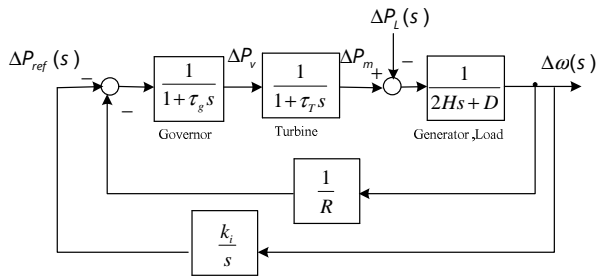 ΔP_L(s)
ΔP_ref (s)
ΔP_v
ΔP_m
Δω(s)
−
−
+
−
1 / (1+τ_g s)
1 / (1+τ_T s)
1 / (2Hs+D)
Governor
Turbine
Generator ,Load
1 / R
k_i / s